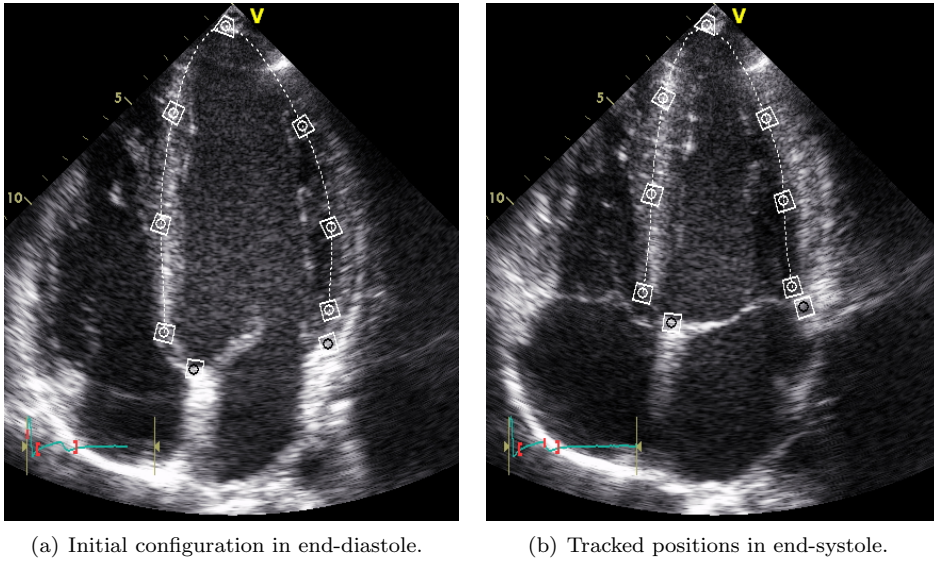 V
V
5
5
10
10
(a) Initial configuration in end-diastole.
(b) Tracked positions in end-systole.